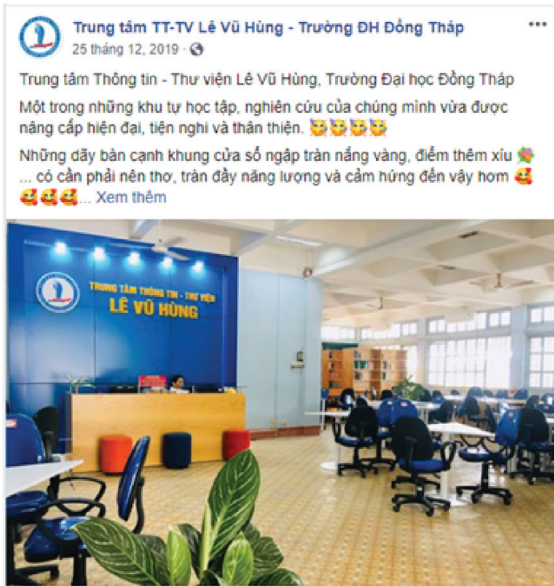 Trung tâm TT-TV Lê Vũ Hùng - Trường ĐH Đồng Tháp
25 tháng 12, 2019 ·
Trung tâm Thông tin - Thư viện Lê Vũ Hùng, Trường Đại học Đồng Tháp
Một trong những khu tự học tập, nghiên cứu của chúng mình vừa được
nâng cấp hiện đại, tiện nghi và thân thiện. 🥰🥰🥰🥰
Những dãy bàn cạnh khung cửa sổ ngập tràn nắng vàng, điểm thêm xíu 💐
... có cần phải nên thơ, tràn đầy năng lượng và cảm hứng đến vậy hơm 🥰
🥰🥰🥰... Xem thêm
TRUNG TÂM THÔNG TIN - THƯ VIỆN
LÊ VŨ HÙNG